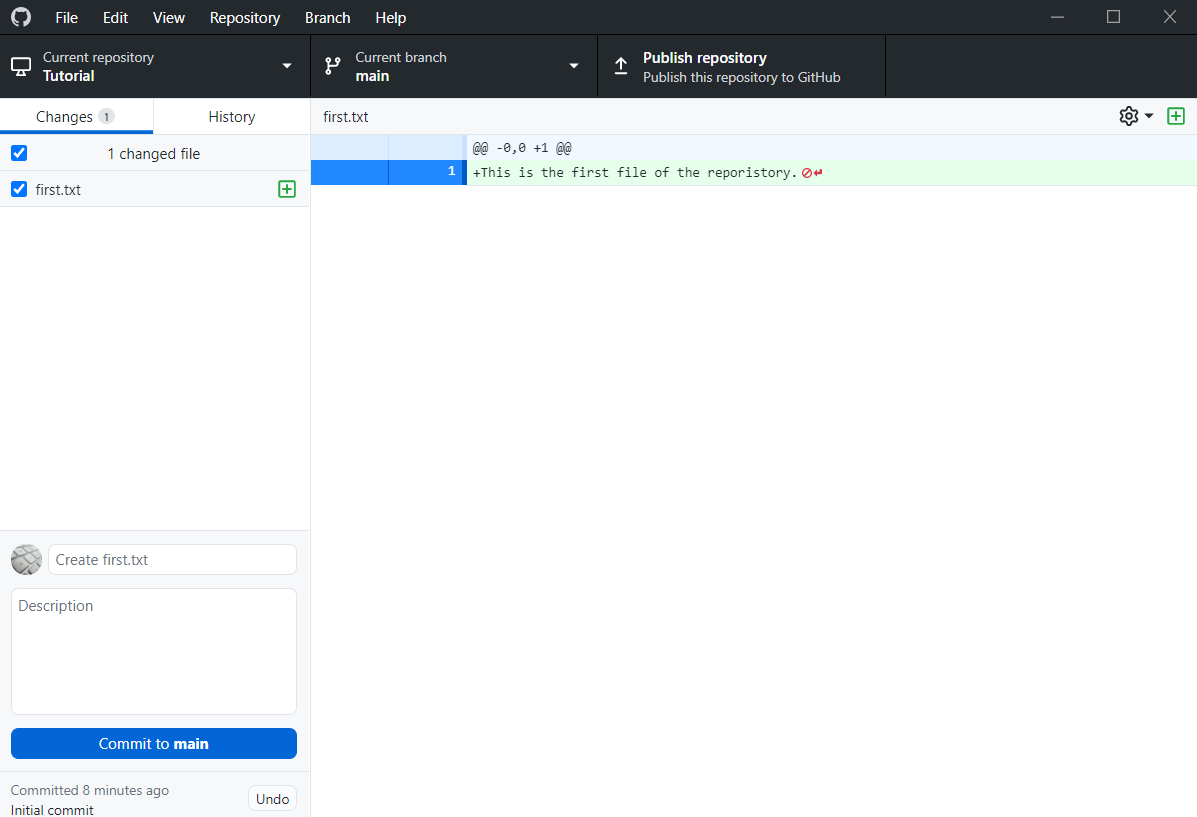 File Edit View Repository Branch Help
Current repository
Tutorial
Current branch
main
Publish repository
Publish this repository to GitHub
Changes 1 History
first.txt
1 changed file
first.txt
@@ -0,0 +1 @@
1 +This is the first file of the reporistory.
Create first.txt
Description
Commit to main
Committed 8 minutes ago
Initial commit
Undo